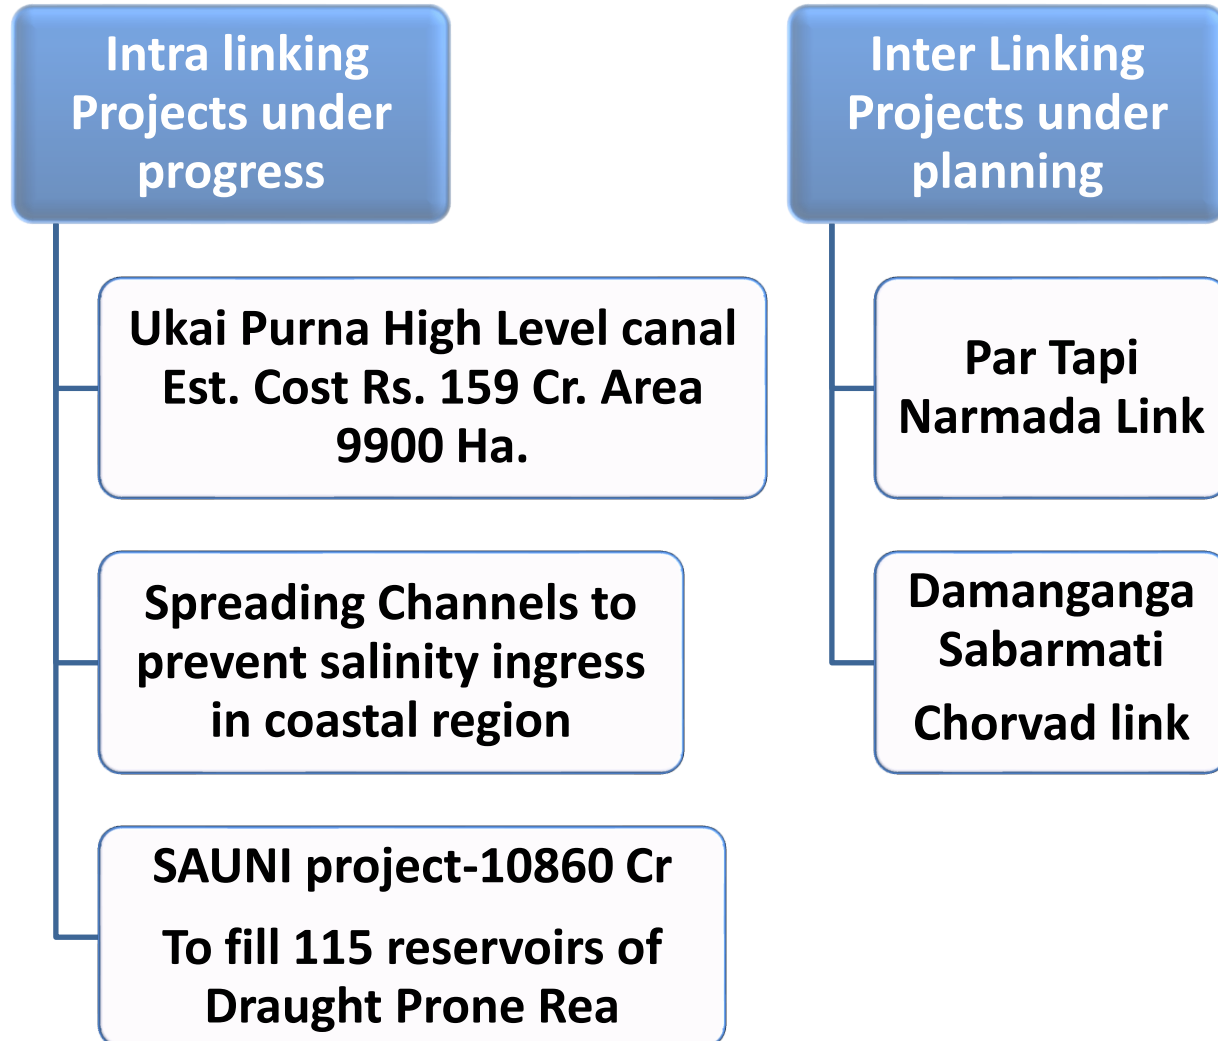 Intra linking
Projects under
progress
Ukai Purna High Level canal
Est. Cost Rs. 159 Cr. Area
9900 Ha.
Spreading Channels to
prevent salinity ingress
in coastal region
SAUNI project-10860 Cr
To fill 115 reservoirs of
Draught Prone Rea
Inter Linking
Projects under
planning
Par Tapi
Narmada Link
Damanganga
Sabarmati
Chorvad link